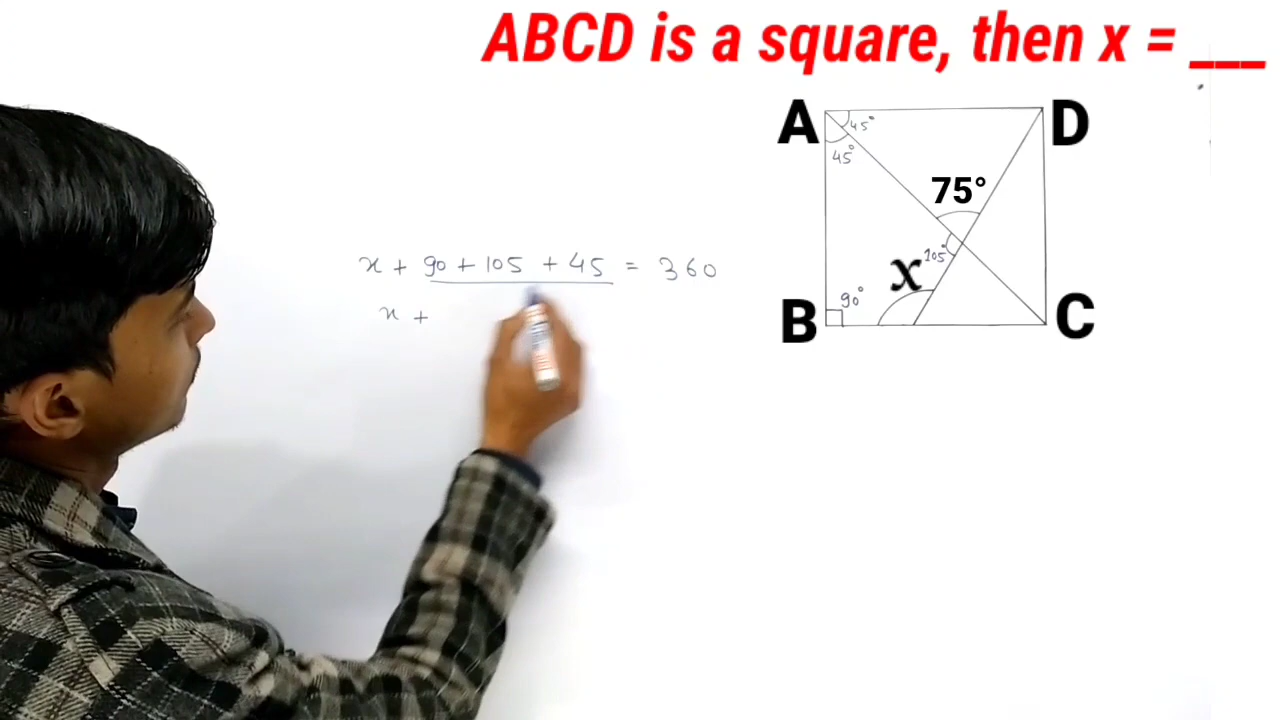 ABCD is a square, then x = ___
A
D
45°
45°
75°
x + 90 + 105 + 45 = 360
105°
x
x +
90°
B
C